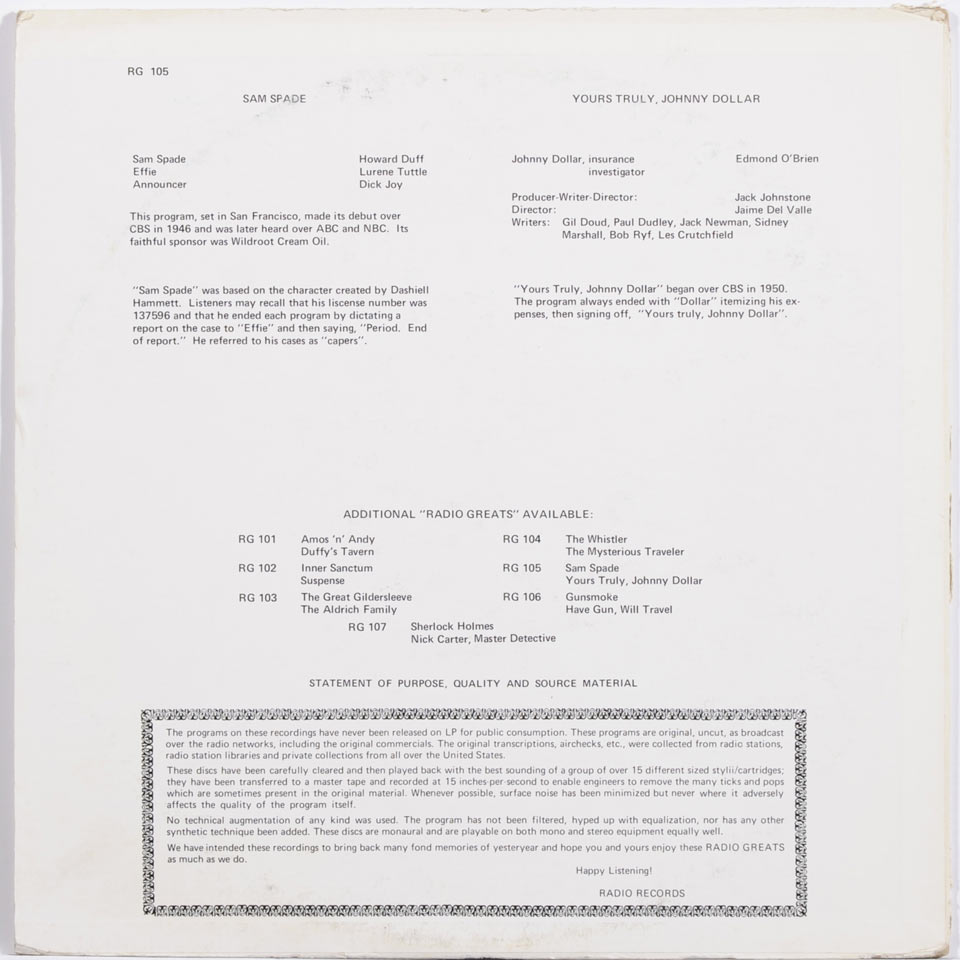 RG 105
SAM SPADE
Sam Spade Howard Duff
Effie Lurene Tuttle
Announcer Dick Joy
This program, set in San Francisco, made its debut over
CBS in 1946 and was later heard over ABC and NBC. Its
faithful sponsor was Wildroot Cream Oil.
"Sam Spade" was based on the character created by Dashiell
Hammett. Listeners may recall that his liscense number was
137596 and that he ended each program by dictating a
report on the case to "Effie" and then saying, "Period. End
of report." He referred to his cases as "capers".
YOURS TRULY, JOHNNY DOLLAR
Johnny Dollar, insurance Edmond O'Brien
investigator
Producer-Writer-Director: Jack Johnstone
Director: Jaime Del Valle
Writers: Gil Doud, Paul Dudley, Jack Newman, Sidney
Marshall, Bob Ryf, Les Crutchfield
"Yours Truly, Johnny Dollar" began over CBS in 1950.
The program always ended with "Dollar" itemizing his ex-
penses, then signing off, "Yours truly, Johnny Dollar".
ADDITIONAL "RADIO GREATS" AVAILABLE:
RG 101 Amos 'n' Andy
Duffy's Tavern
RG 102 Inner Sanctum
Suspense
RG 103 The Great Gildersleeve
The Aldrich Family
RG 104 The Whistler
The Mysterious Traveler
RG 105 Sam Spade
Yours Truly, Johnny Dollar
RG 106 Gunsmoke
Have Gun, Will Travel
RG 107 Sherlock Holmes
Nick Carter, Master Detective
STATEMENT OF PURPOSE, QUALITY AND SOURCE MATERIAL
The programs on these recordings have never been released on LP for public consumption. These programs are original, uncut, as broadcast
over the radio networks, including the original commercials. The original transcriptions, airchecks, etc., were collected from radio stations,
radio station libraries and private collections from all over the United States.
These discs have been carefully cleared and then played back with the best sounding of a group of over 15 different sized stylii/cartridges;
they have been transferred to a master tape and recorded at 15 inches-per-second to enable engineers to remove the many ticks and pops
which are sometimes present in the original material. Whenever possible, surface noise has been minimized but never where it adversely
affects the quality of the program itself.
No technical augmentation of any kind was used. The program has not been filtered, hyped up with equalization, nor has any other
synthetic technique been added. These discs are monaural and are playable on both mono and stereo equipment equally well.
We have intended these recordings to bring back many fond memories of yesteryear and hope you and yours enjoy these RADIO GREATS
as much as we do.
Happy Listening!
RADIO RECORDS